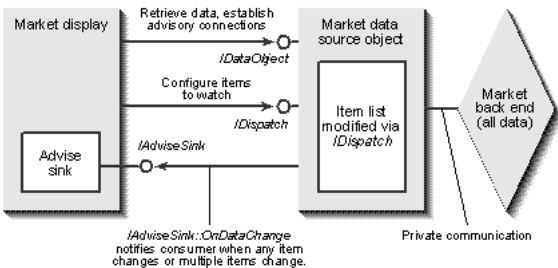 Market display
Retrieve data, establish
advisory connections
IDataObject
Configure items
to watch
IDispatch
IAdviseSink
Advise
sink
Market data
source object
Item list
modified via
IDispatch
Market
back end
(all data)
IAdviseSink::OnDataChange
notifies consumer when any item
changes or multiple items change.
Private communication